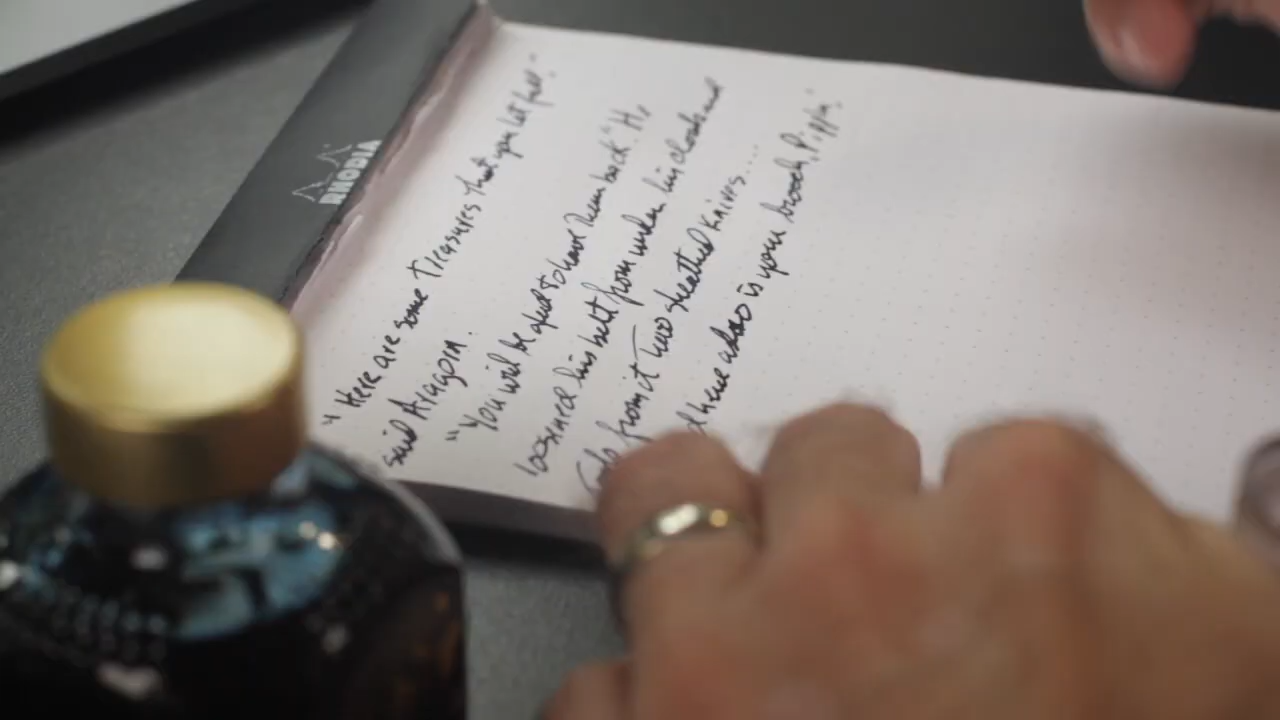 RHODIA
"Here are some Treasures that you let fall,"
said Aragorn.
"You will be glad to have Them back." He
loosened his belt from under his cloak and
from it two sheathed knives....
here also is your brooch, Pippin.